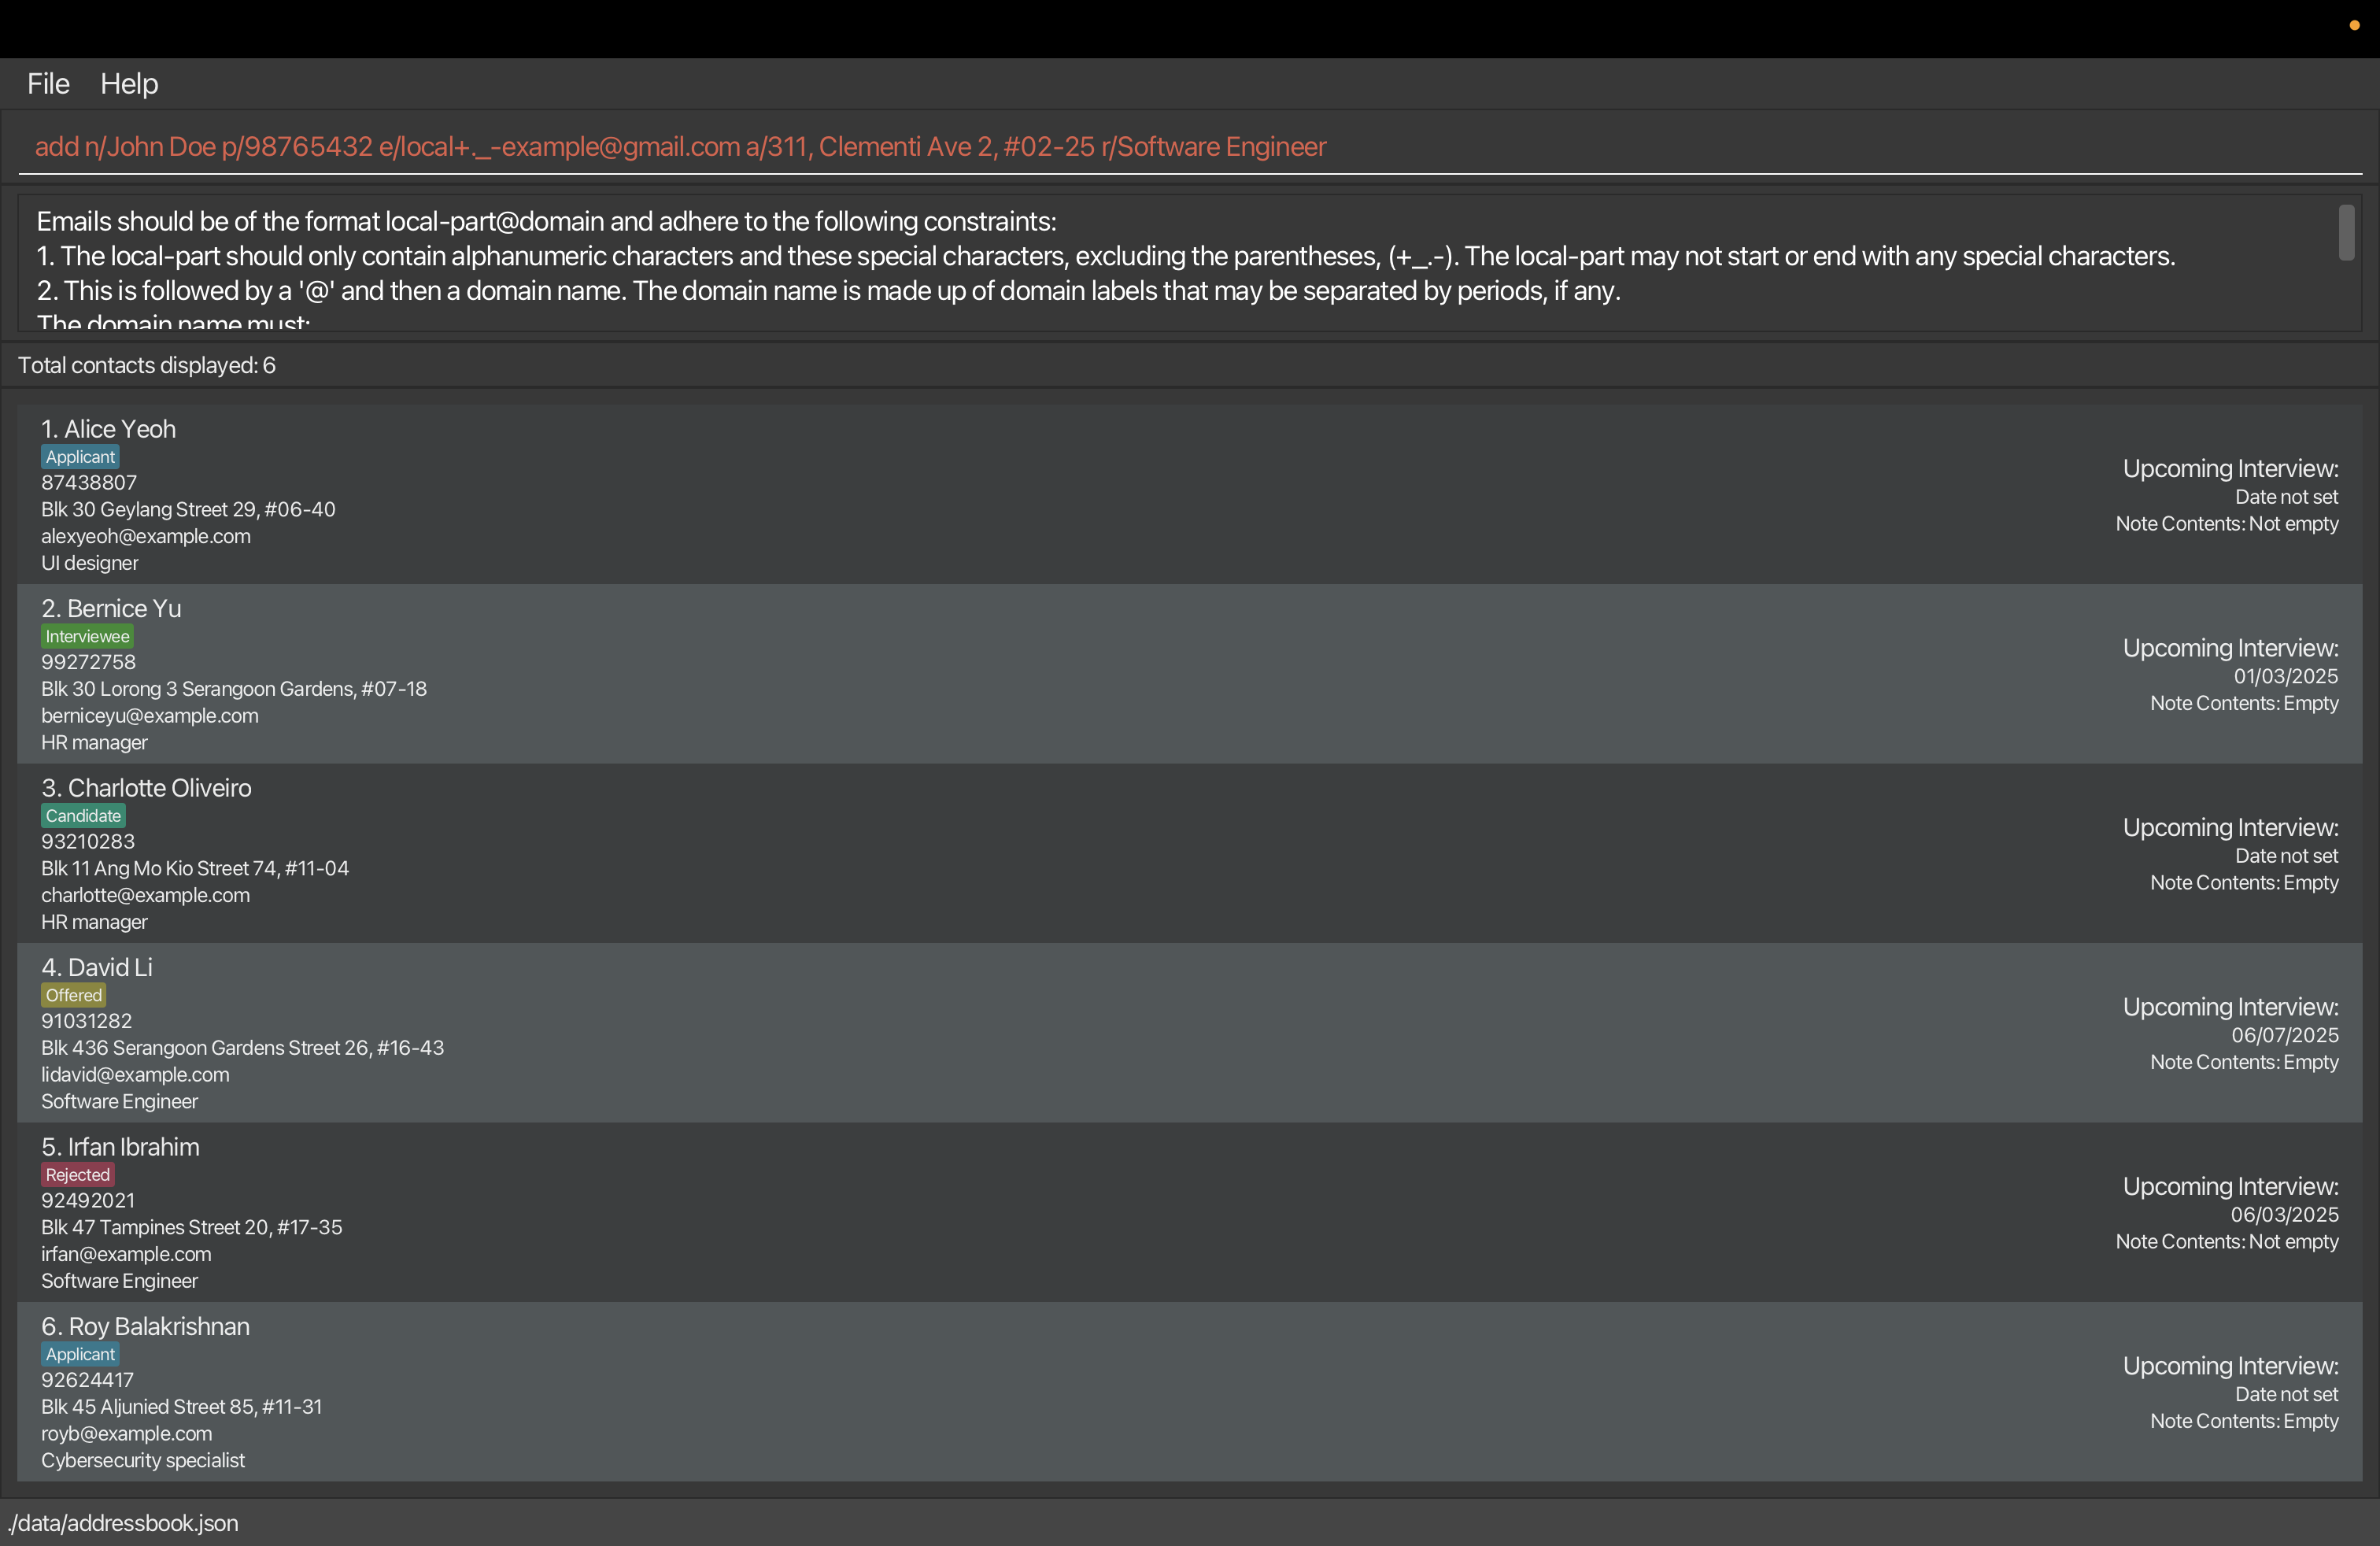 File Help
add n/John Doe p/98765432 e/local+._-example@gmail.com a/311, Clementi Ave 2, #02-25 r/Software Engineer
Emails should be of the format local-part@domain and adhere to the following constraints:
1. The local-part should only contain alphanumeric characters and these special characters, excluding the parentheses, (+_.-). The local-part may not start or end with any special characters.
2. This is followed by a '@' and then a domain name. The domain name is made up of domain labels that may be separated by periods, if any.
The domain name must:
Total contacts displayed: 6
1. Alice Yeoh
Applicant
87438807
Blk 30 Geylang Street 29, #06-40
alexyeoh@example.com
UI designer
Upcoming Interview:
Date not set
Note Contents: Not empty
2. Bernice Yu
Interviewee
99272758
Blk 30 Lorong 3 Serangoon Gardens, #07-18
berniceyu@example.com
HR manager
Upcoming Interview:
01/03/2025
Note Contents: Empty
3. Charlotte Oliveiro
Candidate
93210283
Blk 11 Ang Mo Kio Street 74, #11-04
charlotte@example.com
HR manager
Upcoming Interview:
Date not set
Note Contents: Empty
4. David Li
Offered
91031282
Blk 436 Serangoon Gardens Street 26, #16-43
lidavid@example.com
Software Engineer
Upcoming Interview:
06/07/2025
Note Contents: Empty
5. Irfan Ibrahim
Rejected
92492021
Blk 47 Tampines Street 20, #17-35
irfan@example.com
Software Engineer
Upcoming Interview:
06/03/2025
Note Contents: Not empty
6. Roy Balakrishnan
Applicant
92624417
Blk 45 Aljunied Street 85, #11-31
royb@example.com
Cybersecurity specialist
Upcoming Interview:
Date not set
Note Contents: Empty
./data/addressbook.json